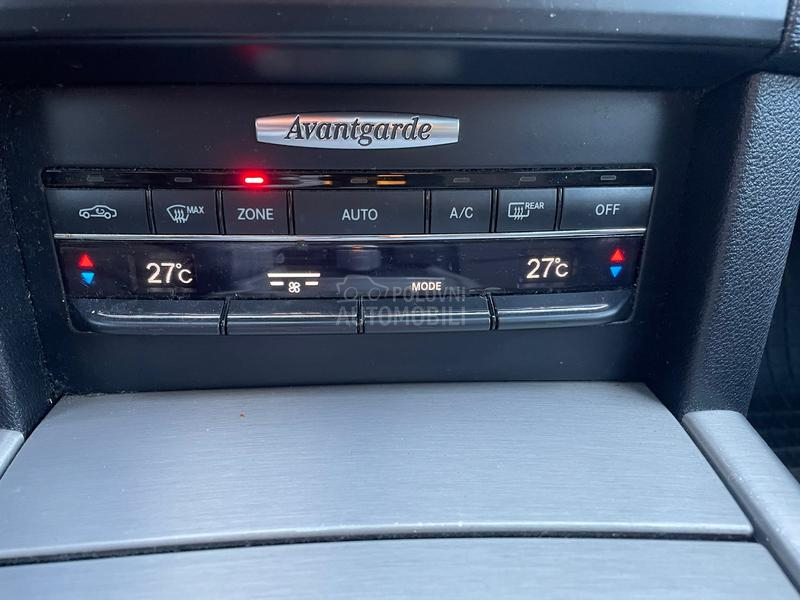 Avantgarde
MAX ZONE AUTO A/C REAR OFF
27°C MODE 27°C
POLOVNI
AUTOMOBILI